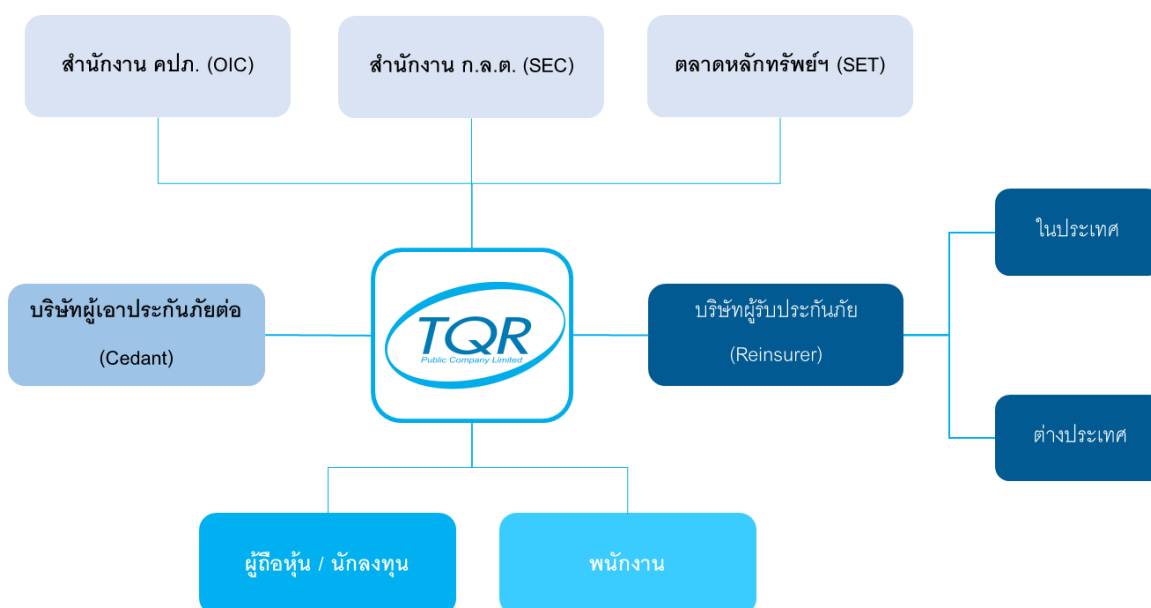 สำนักงาน คปภ. (OIC)
สำนักงาน ก.ล.ต. (SEC)
ตลาดหลักทรัพย์ฯ (SET)
ในประเทศ
บริษัทผู้เอาประกันภัยต่อ
(Cedant)
TQR
Public Company Limited
บริษัทผู้รับประกันภัย
(Reinsurer)
ต่างประเทศ
ผู้ถือหุ้น / นักลงทุน
พนักงาน